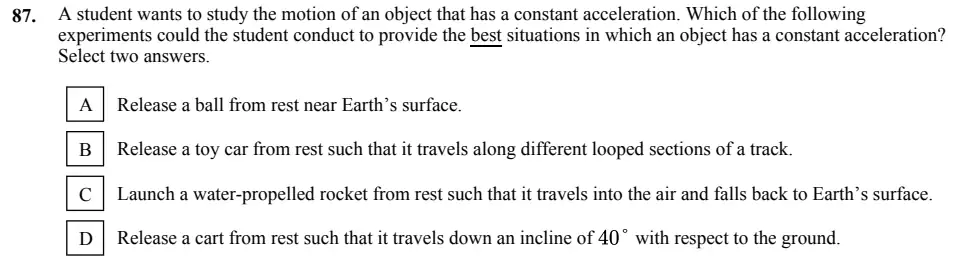 87. A student wants to study the motion of an object that has a constant acceleration. Which of the following
experiments could the student conduct to provide the best situations in which an object has a constant acceleration?
Select two answers.
A Release a ball from rest near Earth's surface.
B Release a toy car from rest such that it travels along different looped sections of a track.
C Launch a water-propelled rocket from rest such that it travels into the air and falls back to Earth's surface.
D Release a cart from rest such that it travels down an incline of 40° with respect to the ground.